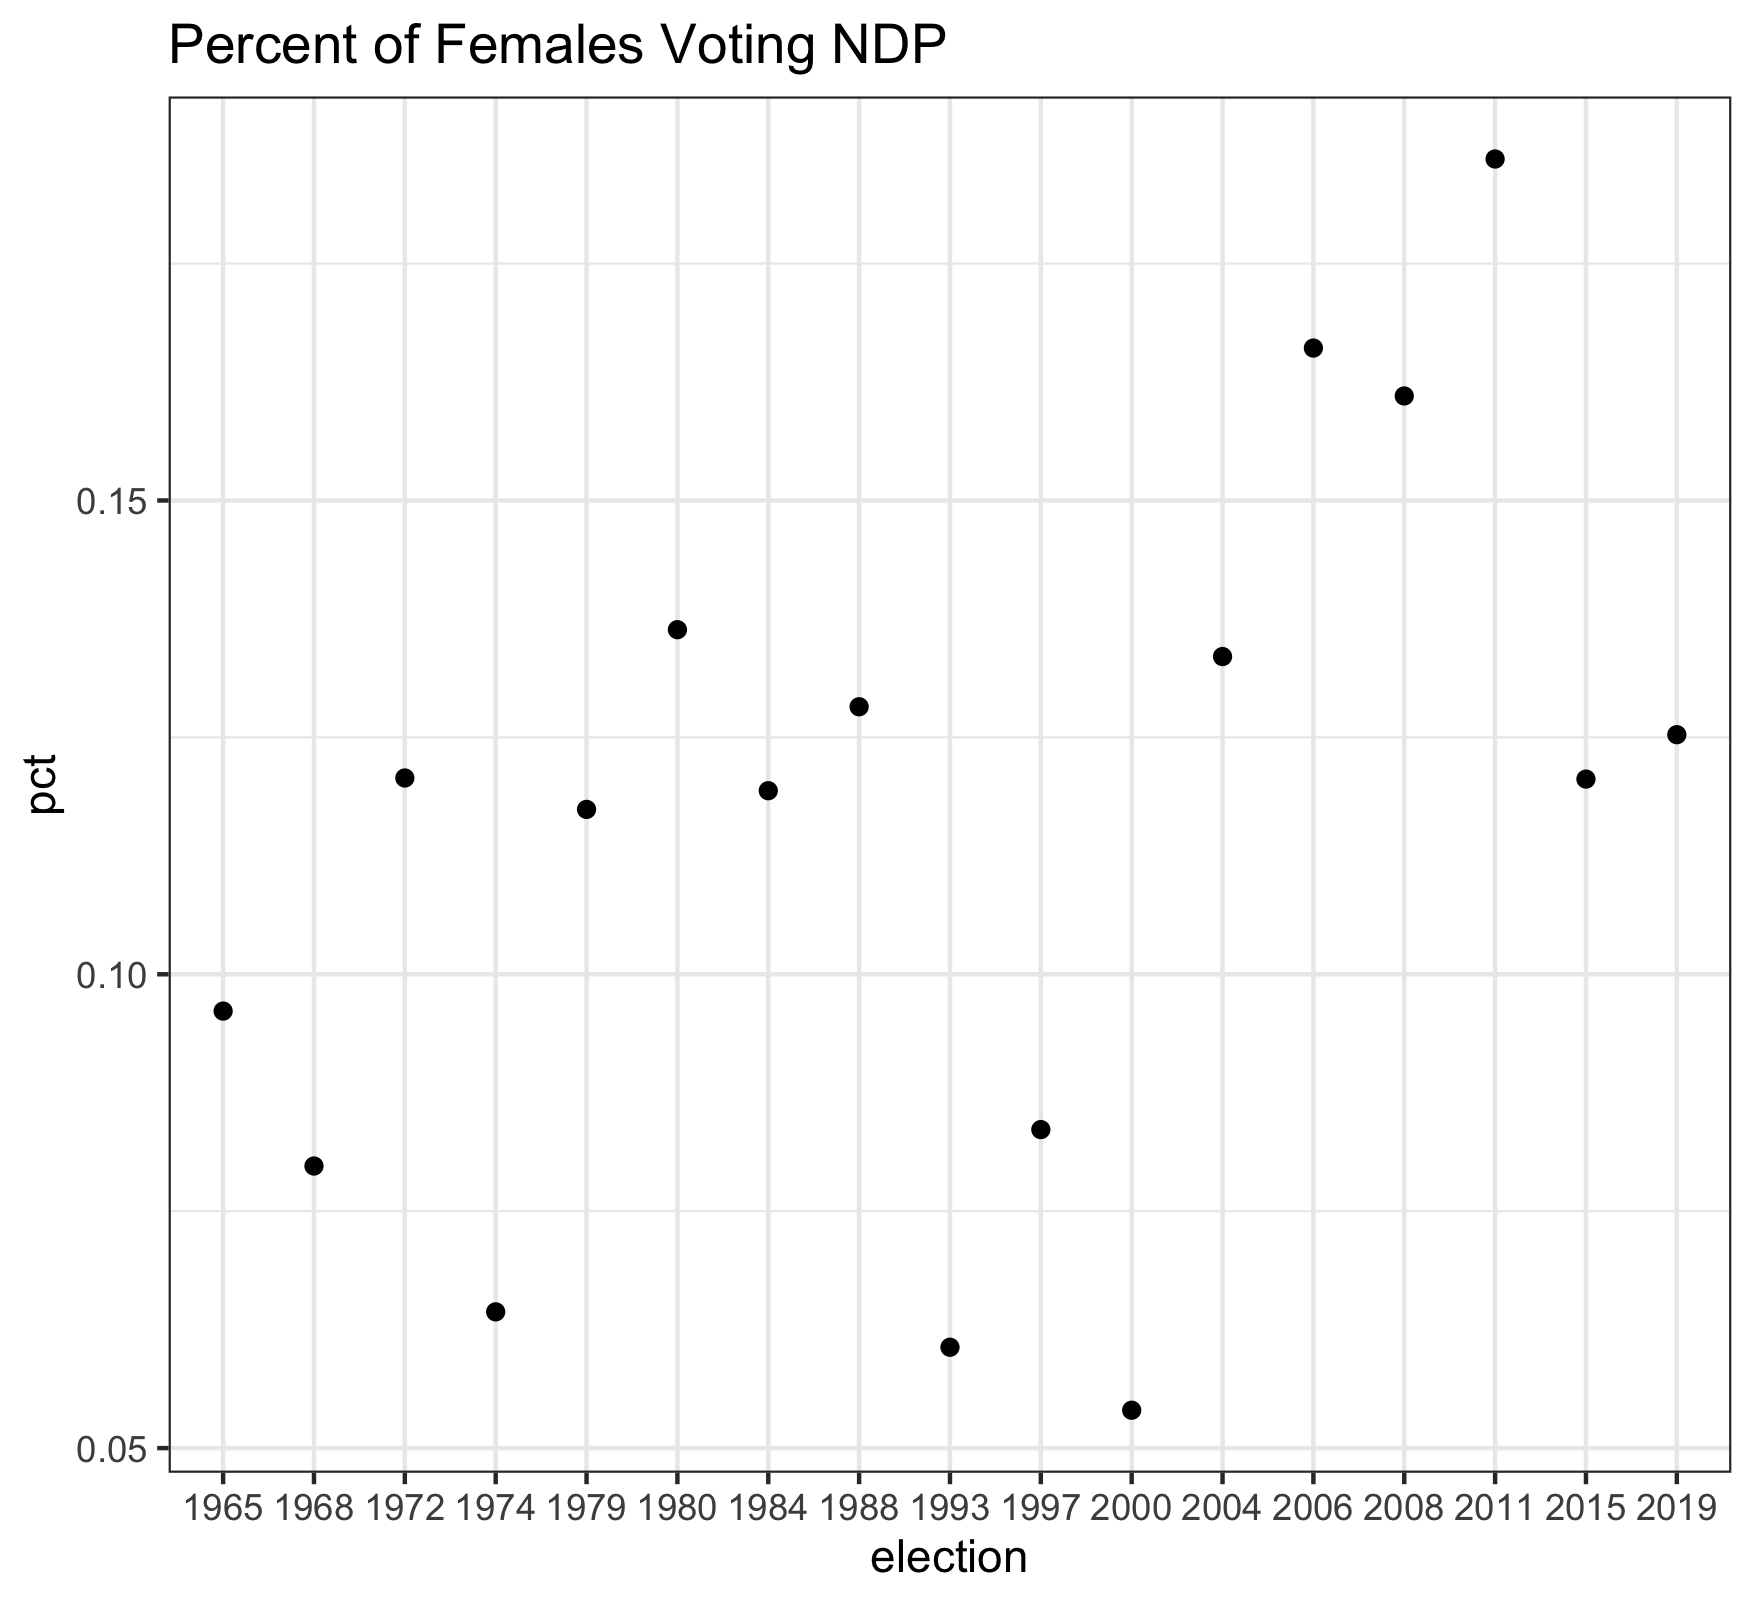 Percent of Females Voting NDP
pct
0.15
0.10
0.05
1965 1968 1972 1974 1979 1980 1984 1988 1993 1997 2000 2004 2006 2008 2011 2015 2019
election